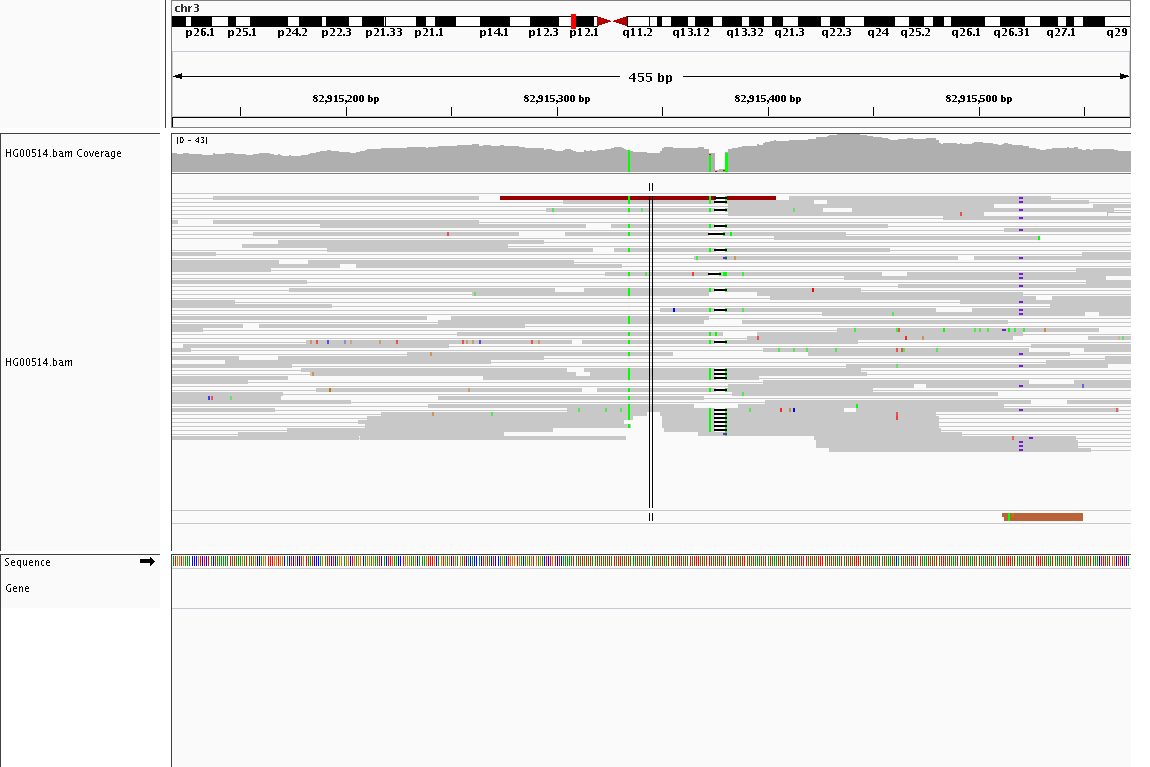 chr3
p26.1 p25.1 p24.2 p22.3 p21.33 p21.1 p14.1 p12.3 p12.1 q11.2 q13.12 q13.32 q21.3 q22.3 q24 q25.2 q26.1 q26.31 q27.1 q29
455 bp
82,915,200 bp 82,915,300 bp 82,915,400 bp 82,915,500 bp
[0 - 43]
HG00514.bam Coverage
HG00514.bam
Sequence
Gene